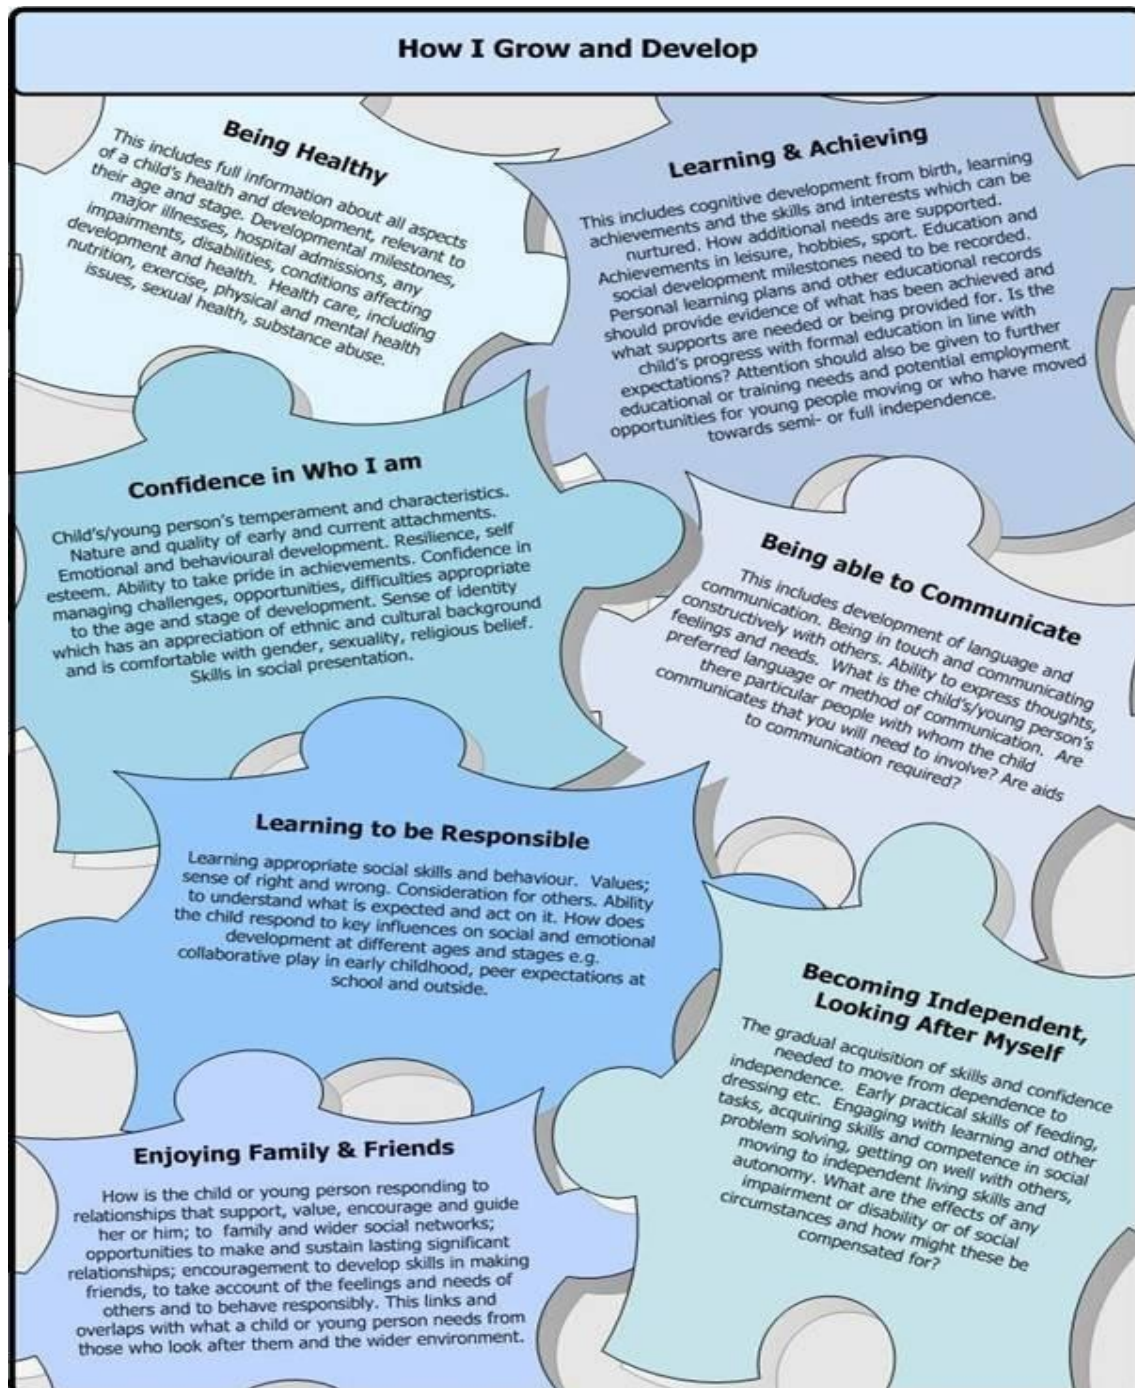 How I Grow and Develop
Being Healthy
This includes full information about all aspects
of a child's health and development, relevant to
their age and stage. Developmental milestones,
major illnesses, hospital admissions, any
impairments, disabilities, conditions affecting
development and health.  Health care, including
nutrition, exercise, physical and mental health
issues, sexual health, substance abuse.
Learning & Achieving
This includes cognitive development from birth, learning
achievements and the skills and interests which can be
nurtured. How additional needs are supported.
Achievements in leisure, hobbies, sport. Education and
social development milestones need to be recorded.
Personal learning plans and other educational records
should provide evidence of what has been achieved and
what supports are needed or being provided for. Is the
child's progress with formal education in line with
expectations? Attention should also be given to further
educational or training needs and potential employment
opportunities for young people moving or who have moved
towards semi- or full independence.
Confidence in Who I am
Child's/young person's temperament and characteristics.
Nature and quality of early and current attachments.
Emotional and behavioural development. Resilience, self
esteem. Ability to take pride in achievements. Confidence in
managing challenges, opportunities, difficulties appropriate
to the age and stage of development. Sense of identity
which has an appreciation of ethnic and cultural background
and is comfortable with gender, sexuality, religious belief.
Skills in social presentation.
Being able to Communicate
This includes development of language and
communication. Being in touch and communicating
constructively with others. Ability to express thoughts,
feelings and needs.  What is the child's/young person's
preferred language or method of communication.  Are
there particular people with whom the child
communicates that you will need to involve? Are aids
to communication required?
Learning to be Responsible
Learning appropriate social skills and behaviour.  Values;
sense of right and wrong. Consideration for others. Ability
to understand what is expected and act on it. How does
the child respond to key influences on social and emotional
development at different ages and stages e.g.
collaborative play in early childhood, peer expectations at
school and outside.
Becoming Independent,
Looking After Myself
The gradual acquisition of skills and confidence
needed to move from dependence to
independence.  Early practical skills of feeding,
dressing etc.  Engaging with learning and other
tasks, acquiring skills and competence in social
problem solving, getting on well with others,
moving to independent living skills and
autonomy. What are the effects of any
impairment or disability or of social
circumstances and how might these be
compensated for?
Enjoying Family & Friends
How is the child or young person responding to
relationships that support, value, encourage and guide
her or him; to  family and wider social networks;
opportunities to make and sustain lasting significant
relationships; encouragement to develop skills in making
friends, to take account of the feelings and needs of
others and to behave responsibly. This links and
overlaps with what a child or young person needs from
those who look after them and the wider environment.